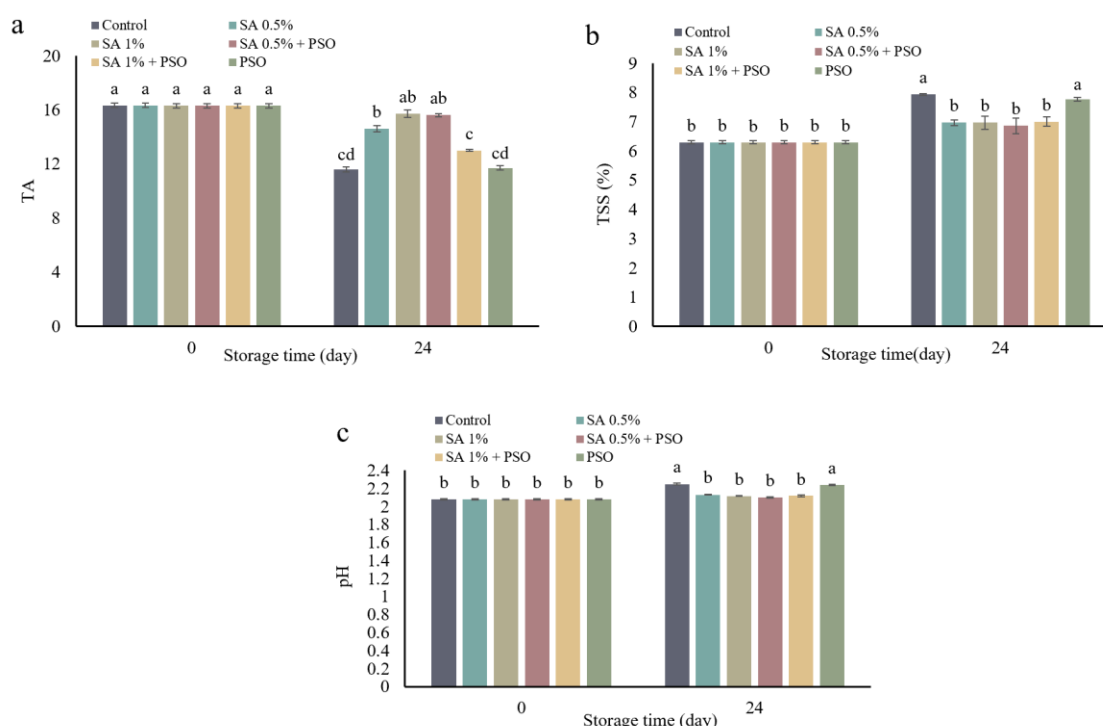 a
Control SA 0.5%
SA 1% SA 0.5% + PSO
SA 1% + PSO PSO
20
16
12
8
4
0
TA
a a a a a a
cd b ab ab c cd
0 24
Storage time (day)
b
Control SA 0.5%
SA 1% SA 0.5% + PSO
SA 1% + PSO PSO
9
8
7
6
5
4
3
2
1
0
TSS (%)
b b b b b b
a b b b b a
0 24
Storage time(day)
c
Control SA 0.5%
SA 1% SA 0.5% + PSO
SA 1% + PSO PSO
2.4
2.2
2
1.8
1.6
1.4
1.2
1
0.8
0.6
0.4
0.2
0
pH
b b b b b b
a b b b b a
0 24
Storage time (day)